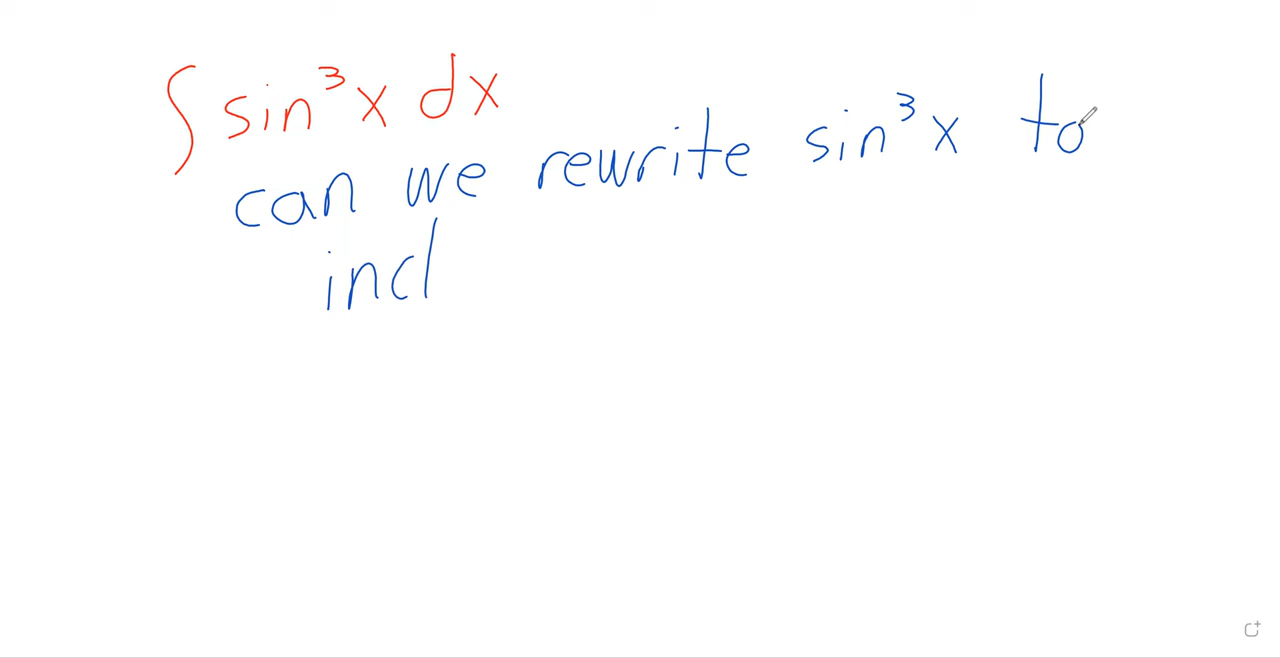 ∫ sin³x dx
can we rewrite sin³x to
incl